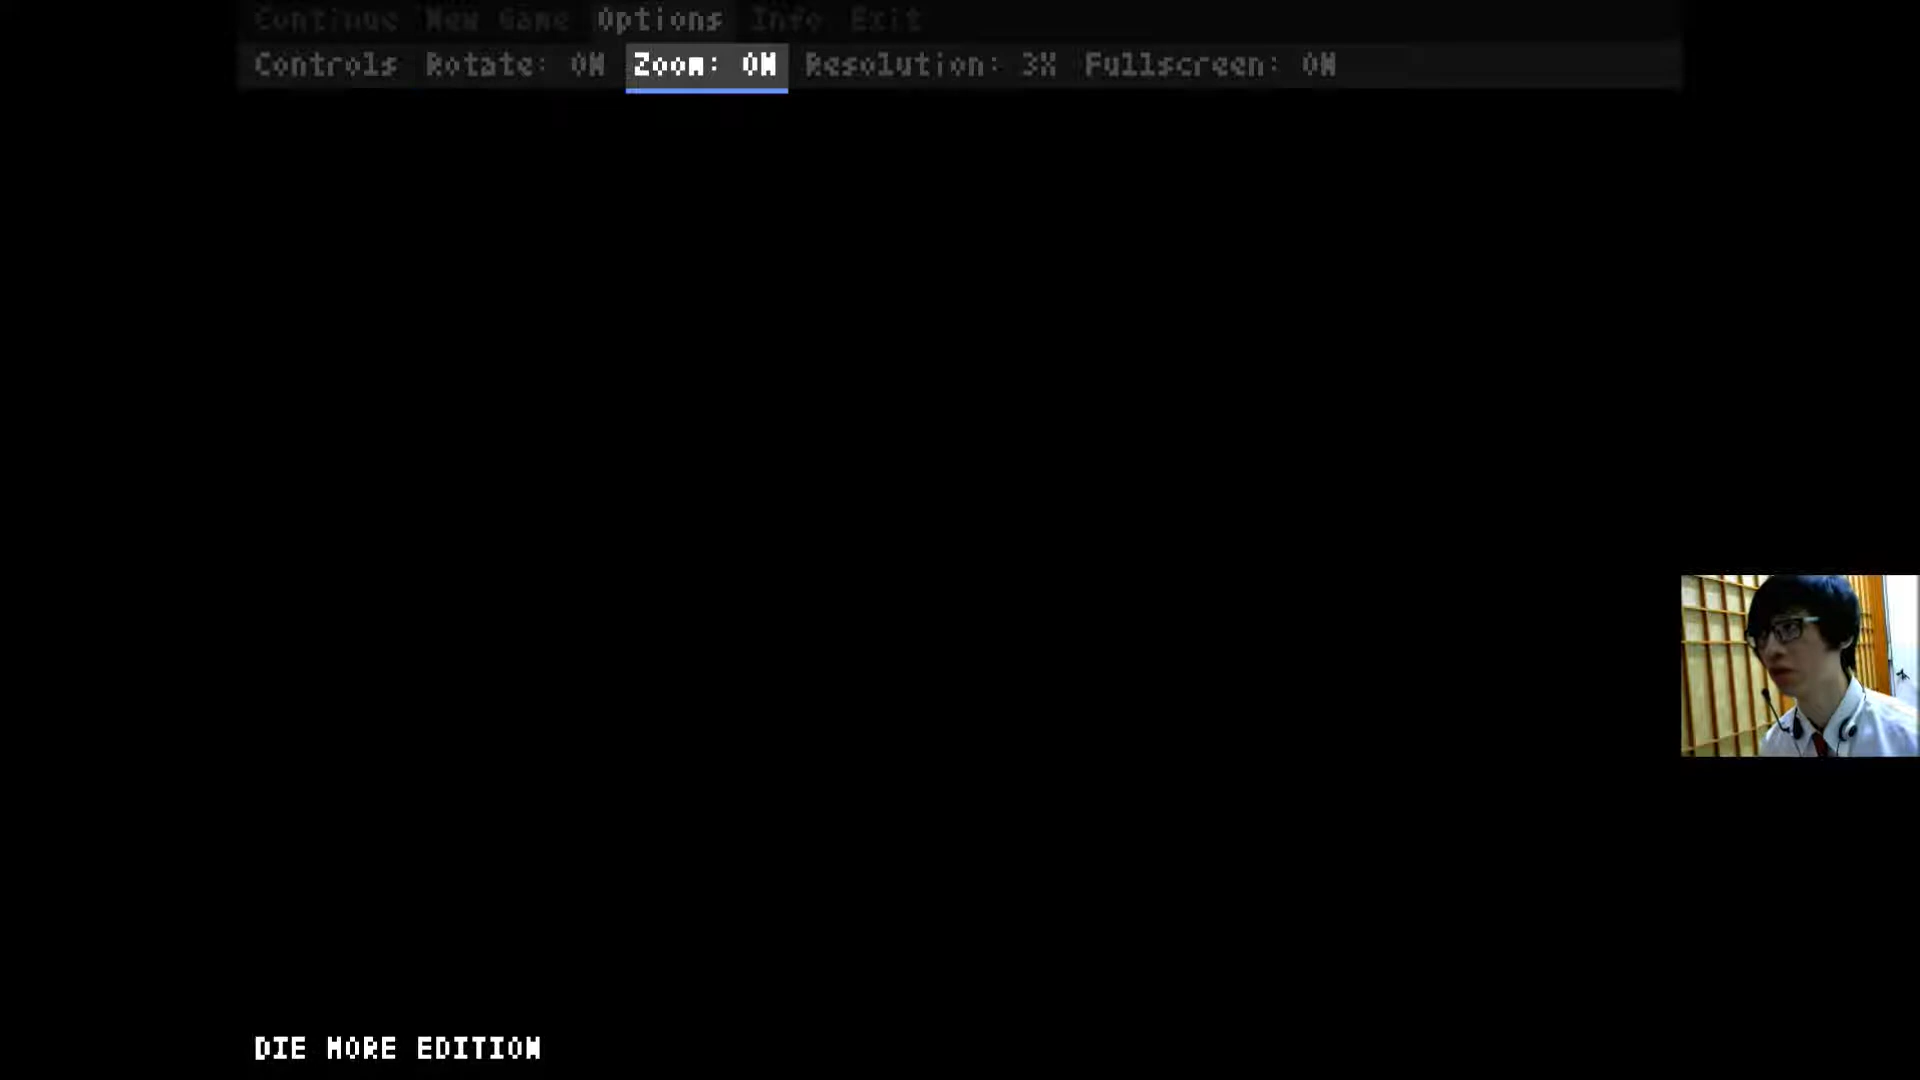 Continue New Game Options Info Exit
Controls Rotate: ON Zoom: ON Resolution: 3X Fullscreen: ON
DIE MORE EDITION